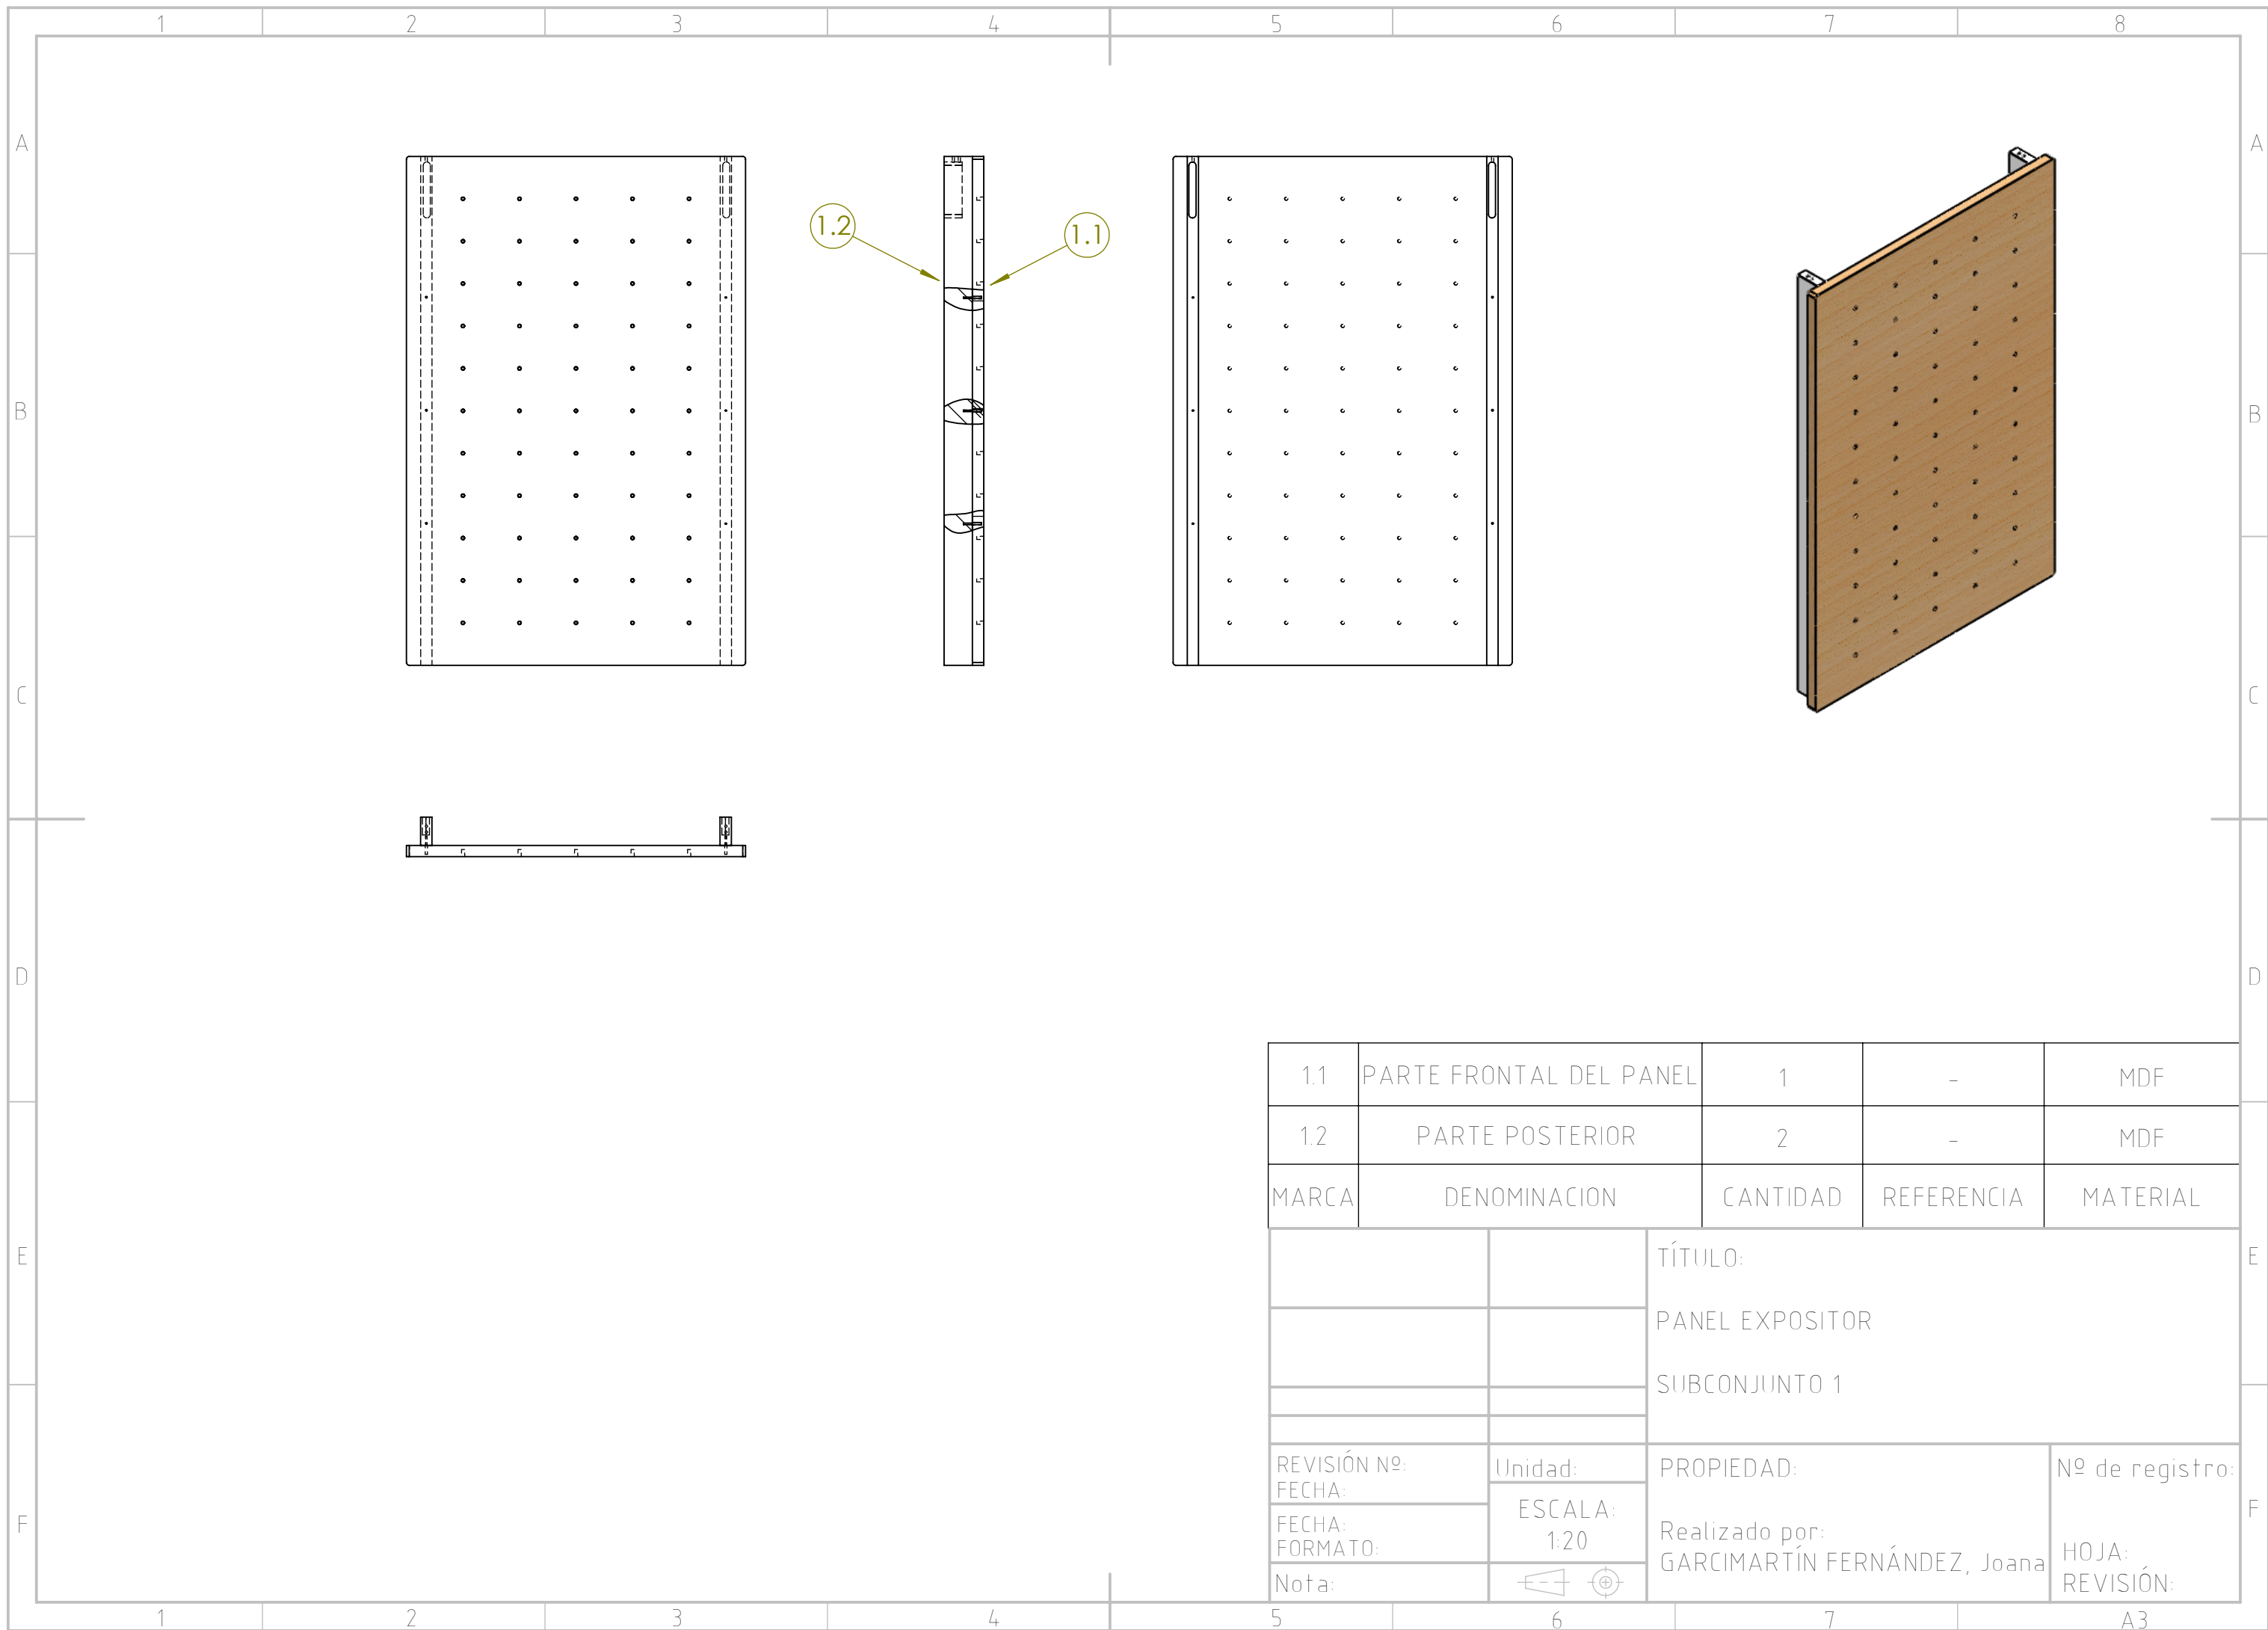 1 2 3 4 5 6 7 8
A A
1.2 1.1
B B
C C
D D
1.1 PARTE FRONTAL DEL PANEL 1 - MDF
1.2 PARTE POSTERIOR 2 - MDF
MARCA DENOMINACION CANTIDAD REFERENCIA MATERIAL
E E
TÍTULO:
PANEL EXPOSITOR
SUBCONJUNTO 1
REVISIÓN Nº:
FECHA:
FECHA:
FORMATO:
Nota:
Unidad:
ESCALA:
1:20
PROPIEDAD:
Realizado por:
GARCIMARTÍN FERNÁNDEZ, Joana
Nº de registro:
HOJA:
REVISIÓN:
F F
1 2 3 4 5 6 7 A3